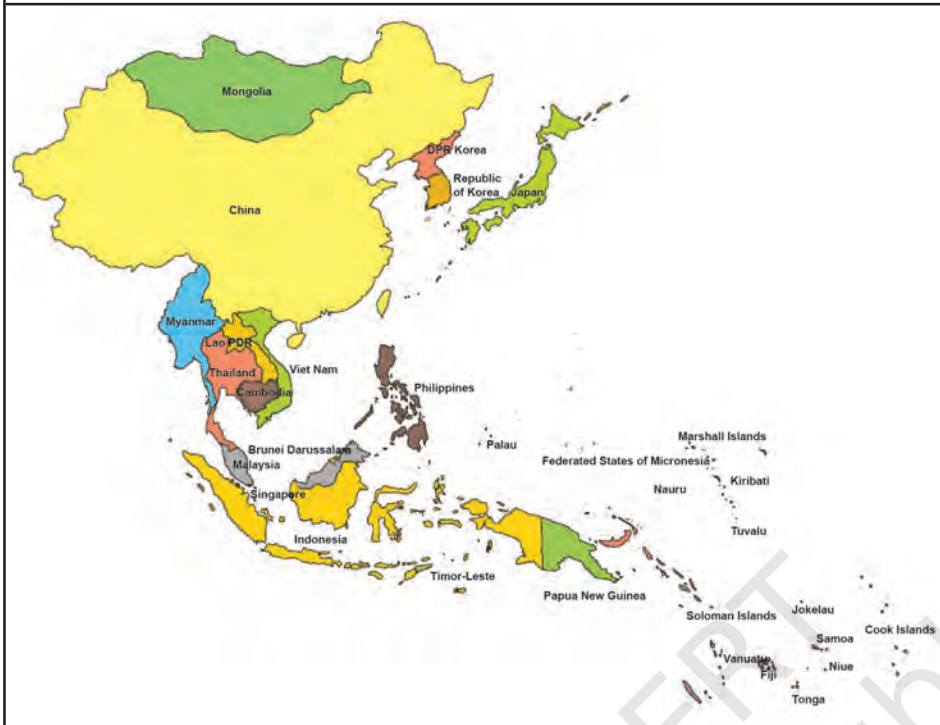 Mongolia
DPR Korea
Republic
of Korea
Japan
China
Myanmar
Lao PDR
Thailand
Viet Nam
Cambodia
Philippines
Brunei Darussalam
Malaysia
Singapore
Indonesia
Palau
Marshall Islands
Federated States of Micronesia
Kiribati
Nauru
Tuvalu
Timor-Leste
Papua New Guinea
Soloman Islands
Jokelau
Cook Islands
Samoa
Vanuatu
Fiji
Niue
Tonga